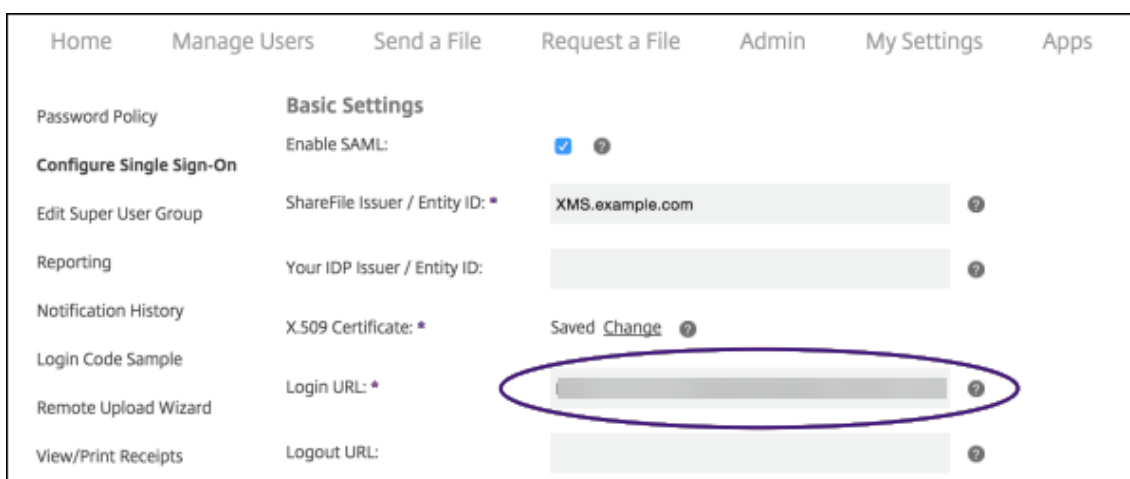 Home Manage Users Send a File Request a File Admin My Settings Apps
Password Policy
Configure Single Sign-On
Edit Super User Group
Reporting
Notification History
Login Code Sample
Remote Upload Wizard
View/Print Receipts
Basic Settings
Enable SAML:
ShareFile Issuer / Entity ID: * XMS.example.com
Your IDP Issuer / Entity ID:
X.509 Certificate: * Saved Change
Login URL: *
Logout URL: